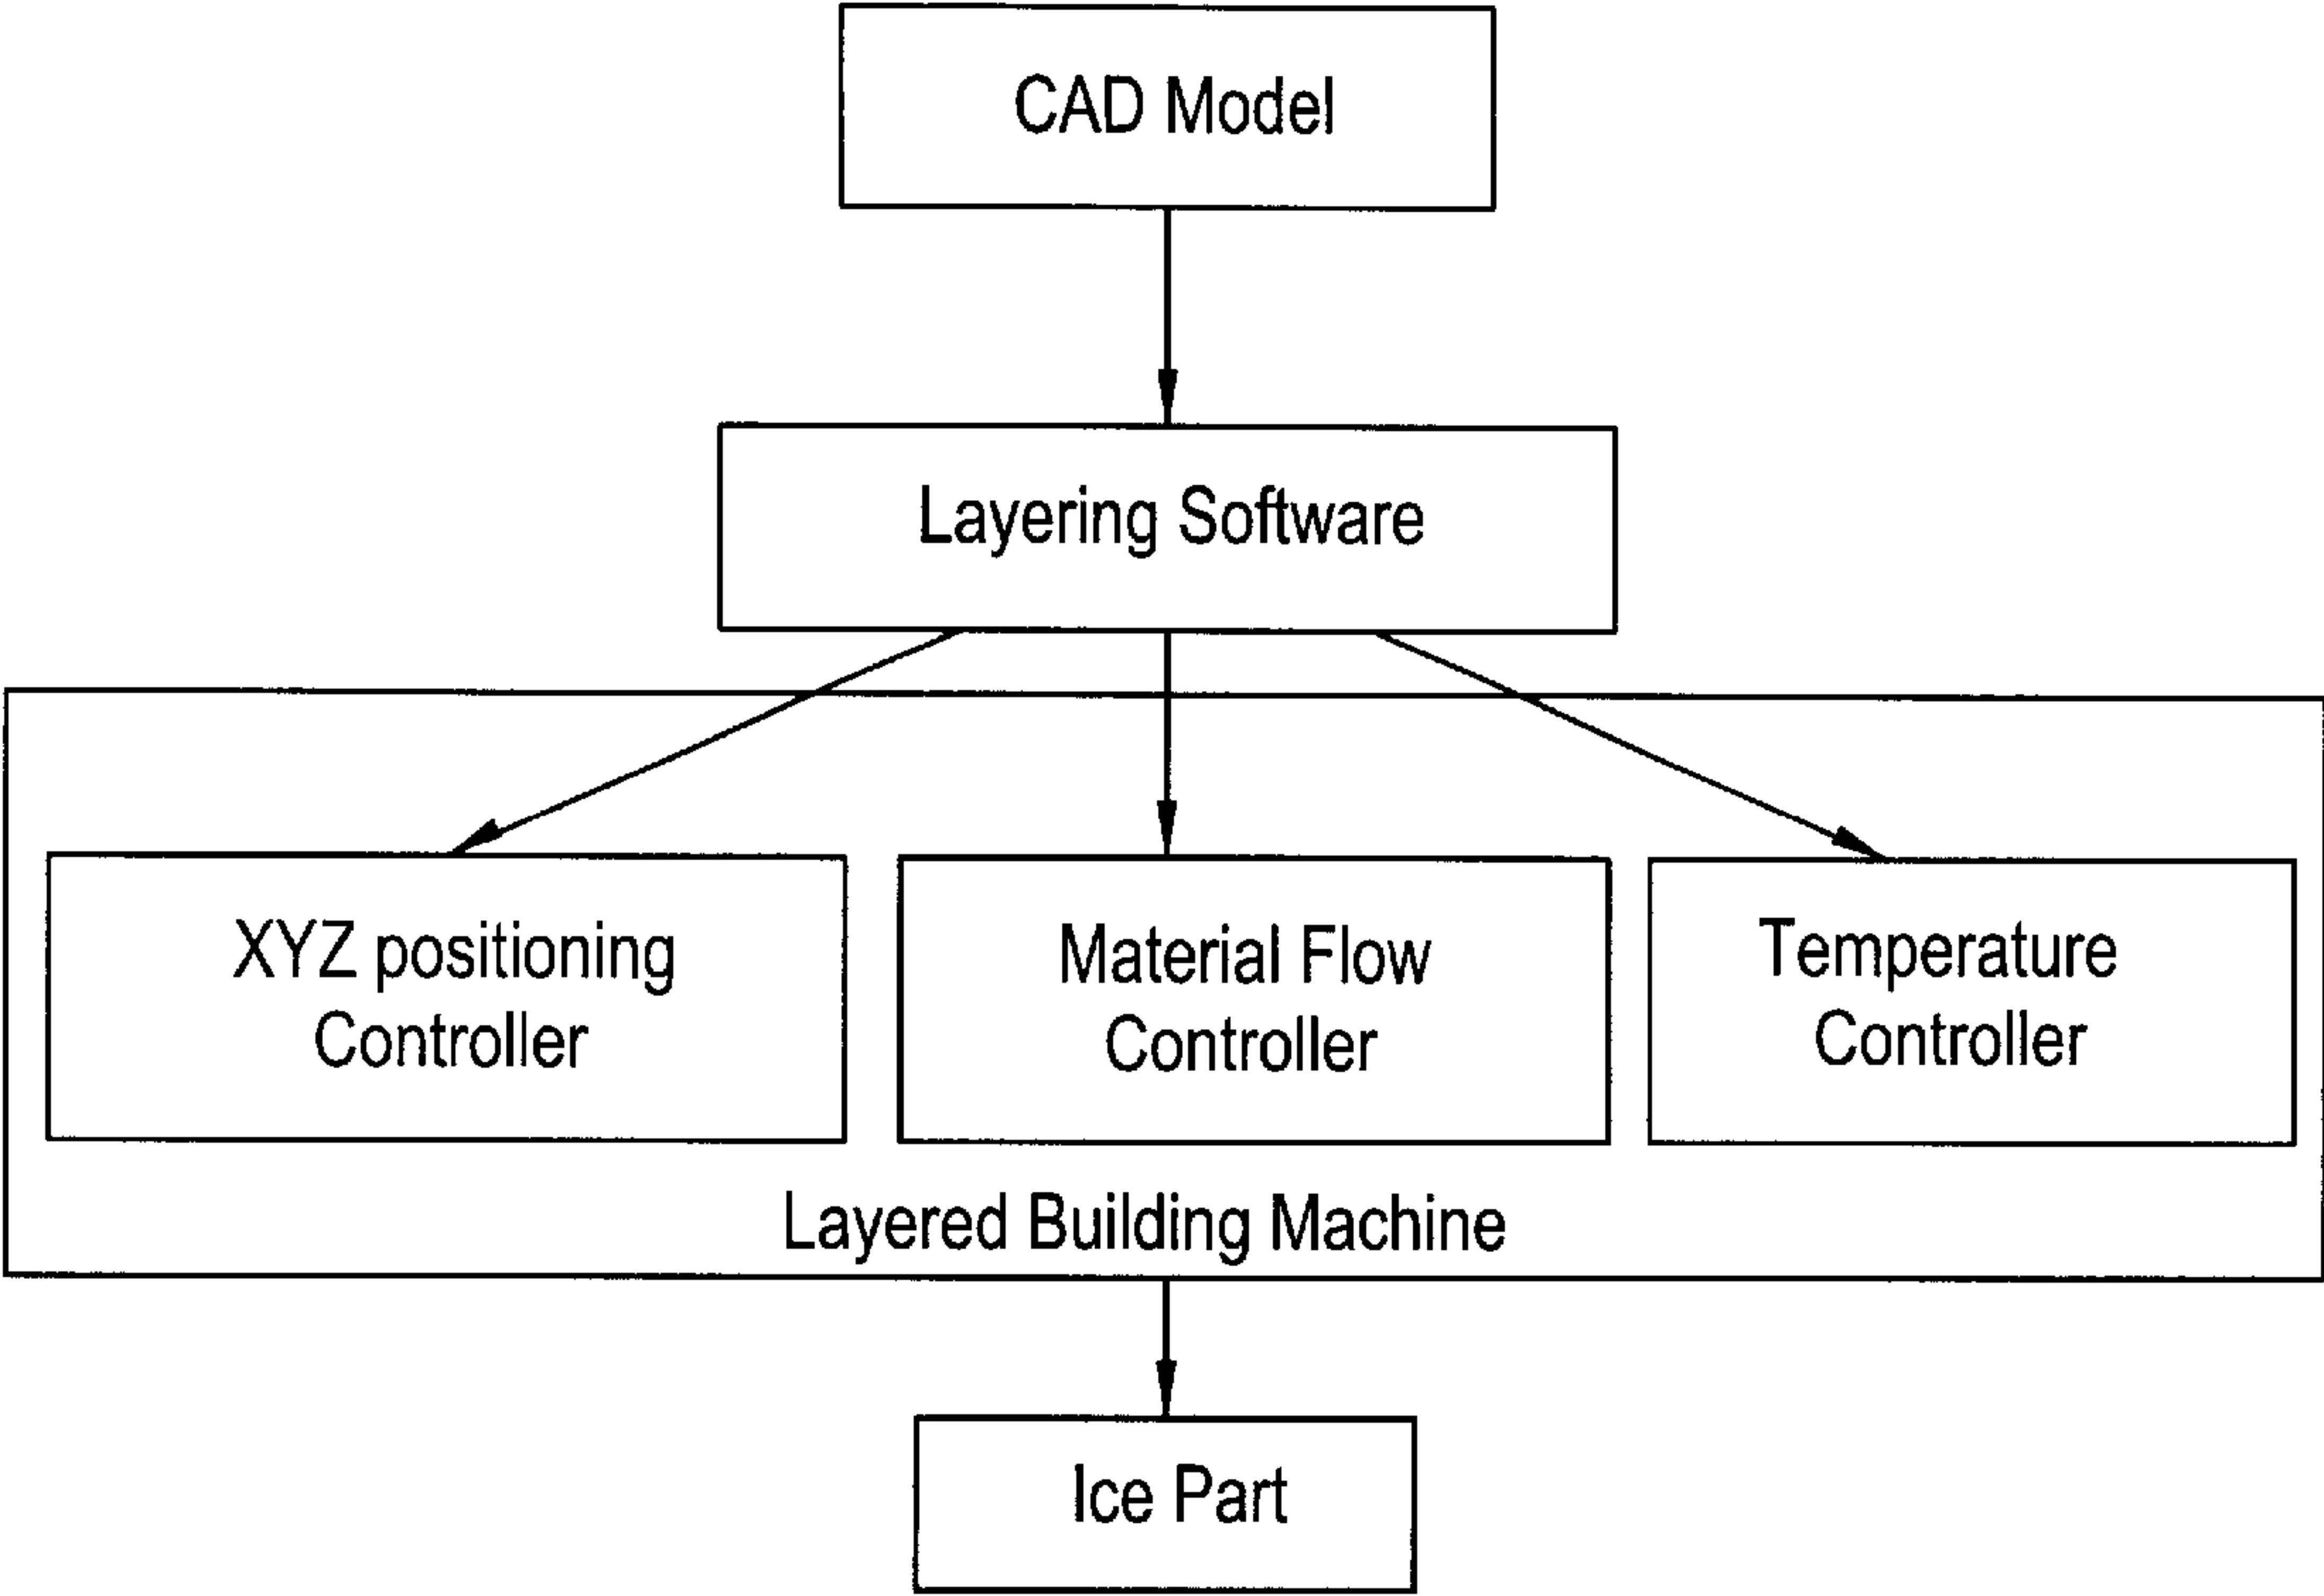 CAD Model
Layering Software
XYZ positioning
Controller
Material Flow
Controller
Temperature
Controller
Layered Building Machine
Ice Part